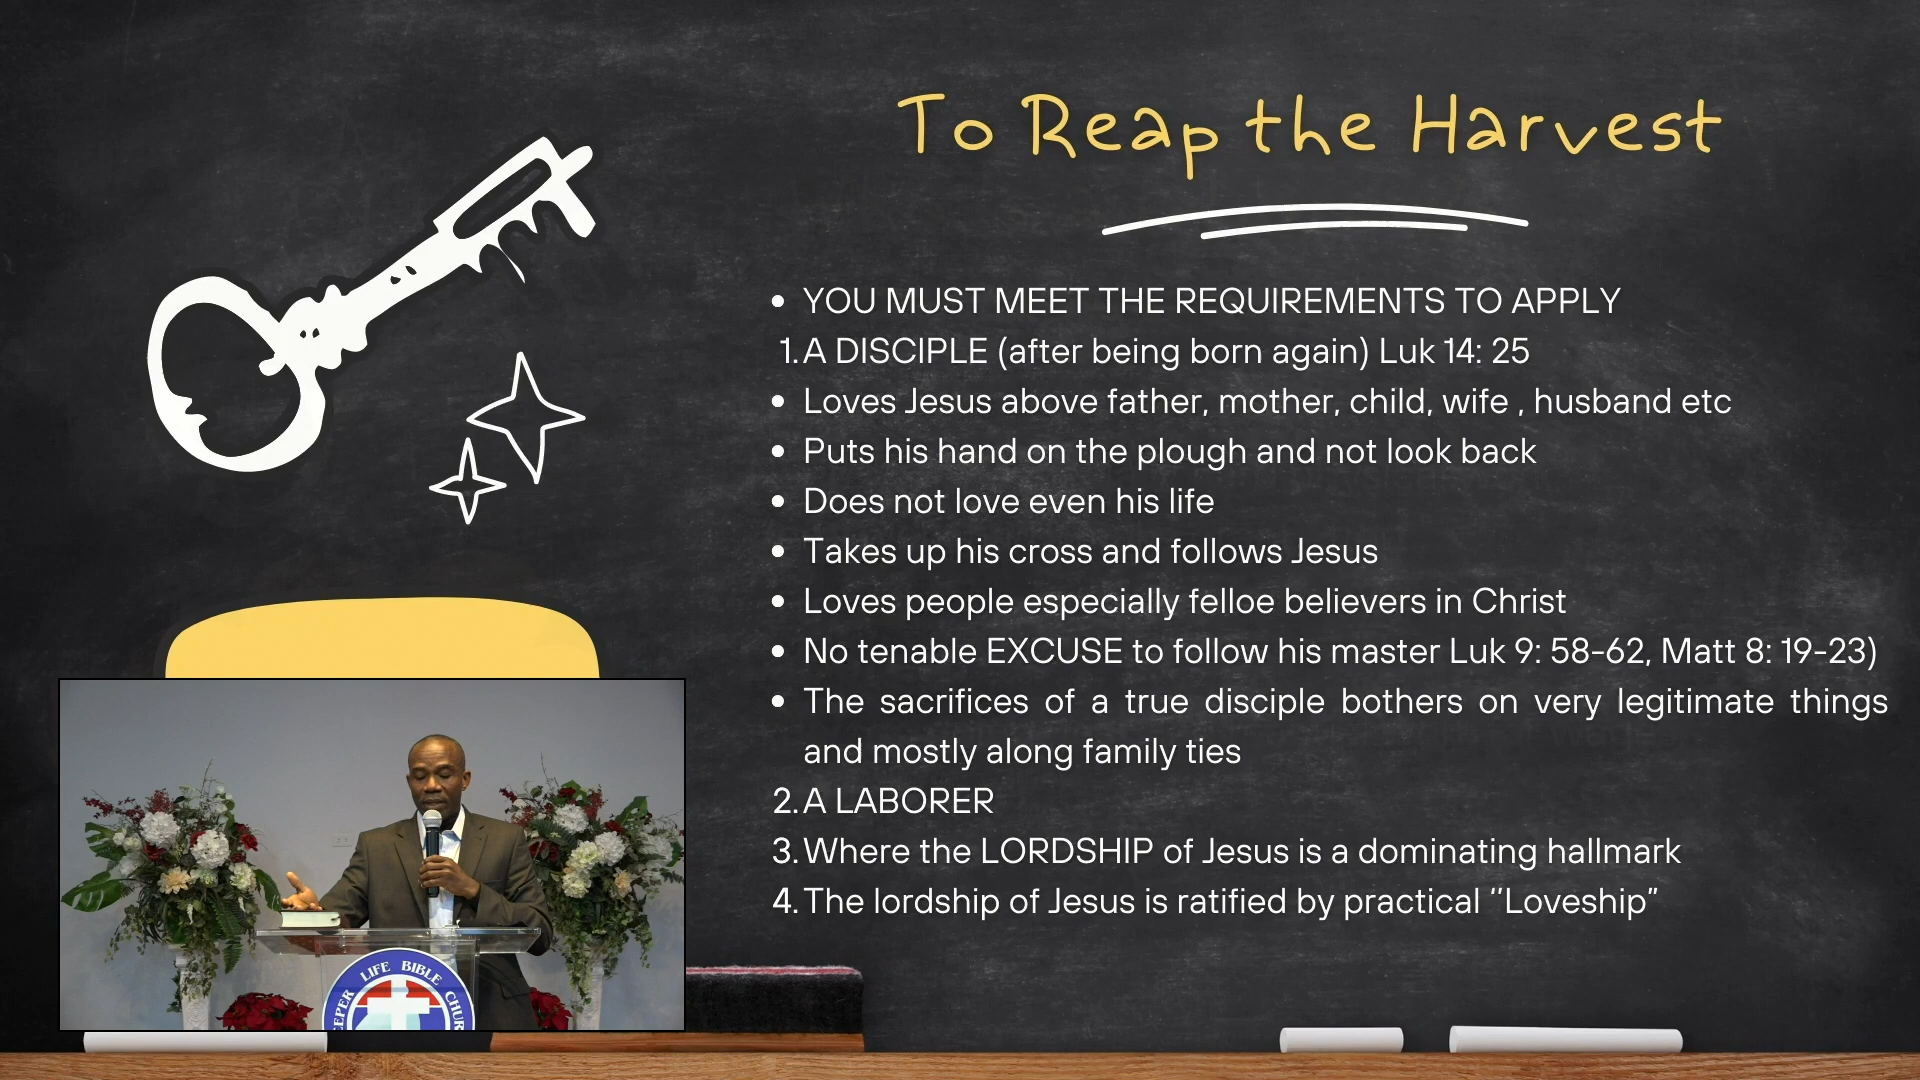 To Reap the Harvest
• YOU MUST MEET THE REQUIREMENTS TO APPLY
1. A DISCIPLE (after being born again) Luk 14: 25
• Loves Jesus above father, mother, child, wife , husband etc
• Puts his hand on the plough and not look back
• Does not love even his life
• Takes up his cross and follows Jesus
• Loves people especially felloe believers in Christ
• No tenable EXCUSE to follow his master Luk 9: 58-62, Matt 8: 19-23)
• The sacrifices of a true disciple bothers on very legitimate things
and mostly along family ties
2. A LABORER
3. Where the LORDSHIP of Jesus is a dominating hallmark
4. The lordship of Jesus is ratified by practical ‘’Loveship”
EEPER LIFE BIBLE CHUR